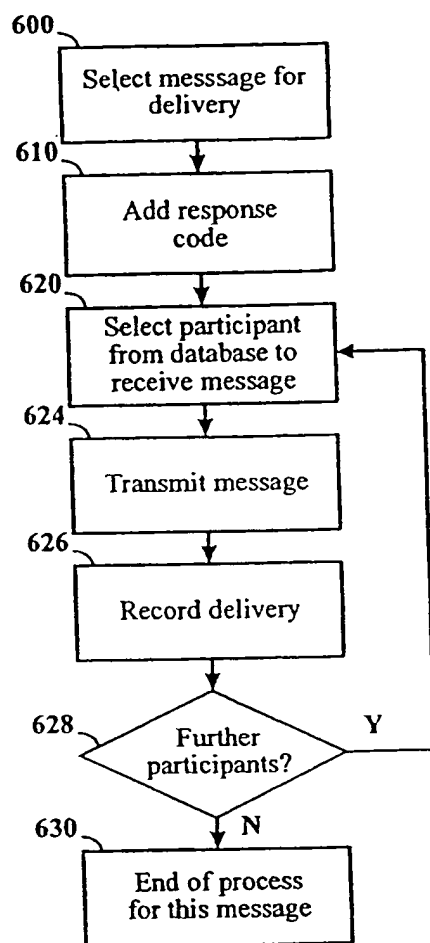 600
Select messsage for
delivery
610
Add response
code
620
Select participant
from database to
receive message
624
Transmit message
626
Record delivery
628
Further
participants?
Y
N
630
End of process
for this message